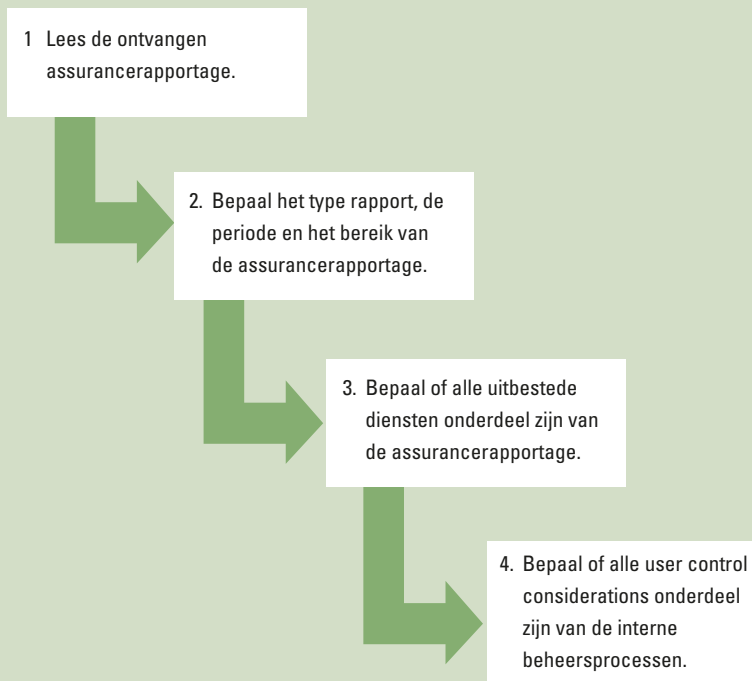 1 Lees de ontvangen
assurancerapportage.
2. Bepaal het type rapport, de
periode en het bereik van
de assurancerapportage.
3. Bepaal of alle uitbestede
diensten onderdeel zijn van
de assurancerapportage.
4. Bepaal of alle user control
considerations onderdeel
zijn van de interne
beheersprocessen.